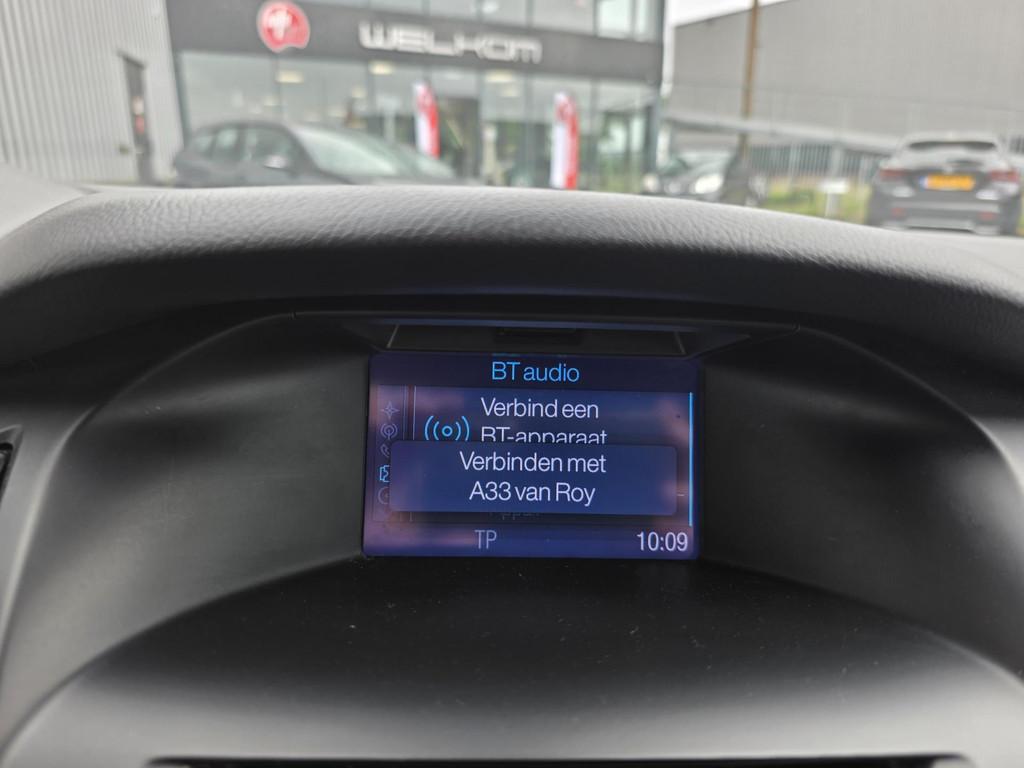 WELKOM
BT audio
Verbind een
BT-apparaat
Verbinden met
A33 van Roy
TP
10:09